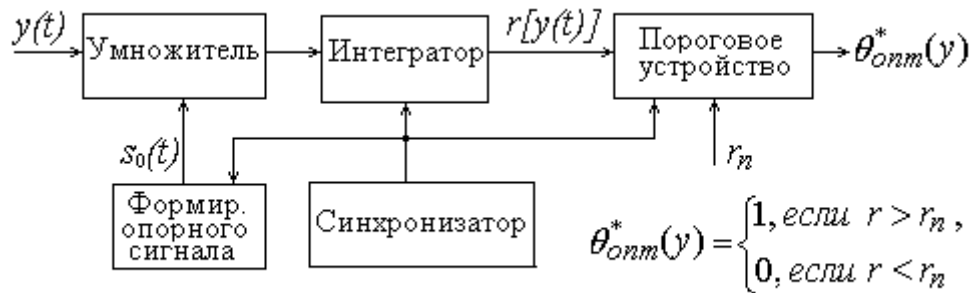 y(t)
Умножитель
Интегратор
r[y(t)]
Пороговое
устройство
θ*опт(y)
s₀(t)
rп
Формир.
опорного
сигнала
Синхронизатор
θ*опт(y) = {1, если r > rп ,
0, если r < rп